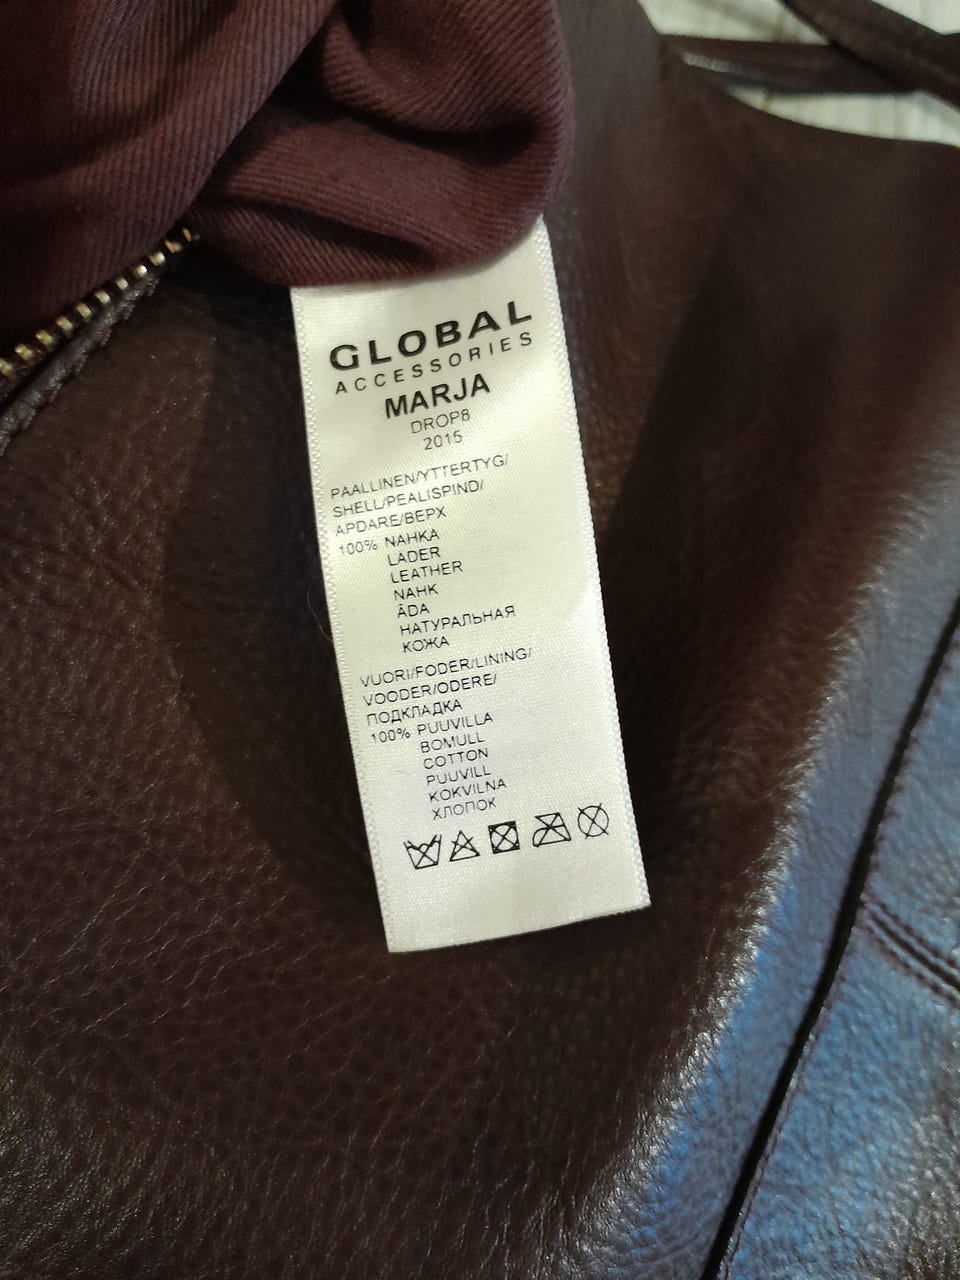 GLOBAL
ACCESSORIES
MARJA
DROP8
2015
PAALLINEN/YTTERTYG/
SHELL/PEALISPIND/
APDARE/ВЕРХ
100% NAHKA
LÄDER
LEATHER
NAHK
ĀDA
НАТУРАЛЬНАЯ
КОЖА
VUORI/FODER/LINING/
VOODER/ODERE/
ПОДКЛАДКА
100% PUUVILLA
BOMULL
COTTON
PUUVILL
KOKVILNA
ХЛОПОК